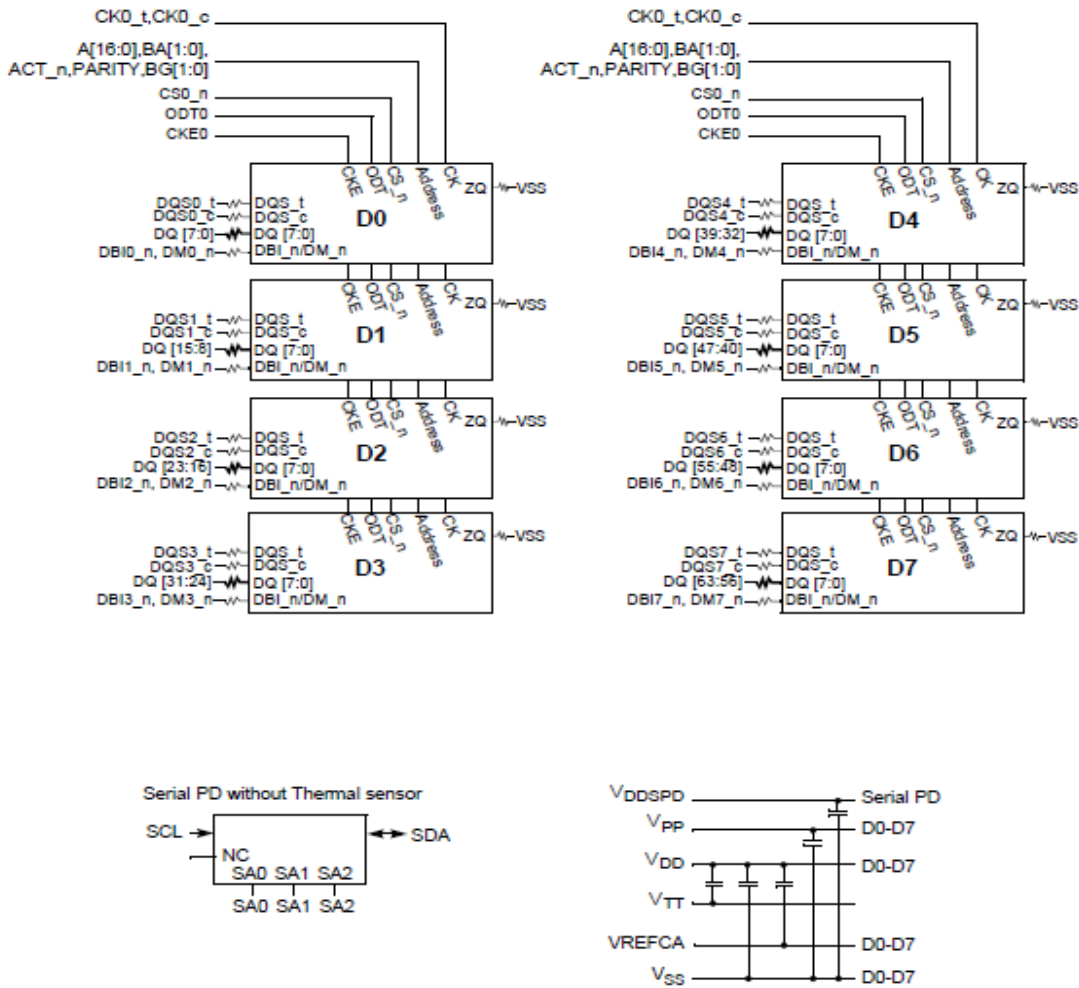 CK0_t,CK0_c
A[16:0],BA[1:0],
ACT_n,PARITY,BG[1:0]
CS0_n
ODT0
CKE0
CKE ODT CS_n Address CK ZQ VSS
DQS0_t DQS_t
DQS0_c DQS_c
D0
DQ [7:0] DQ [7:0]
DBI0_n, DM0_n DBI_n/DM_n
CKE ODT CS_n Address CK ZQ VSS
DQS1_t DQS_t
DQS1_c DQS_c
D1
DQ [15:8] DQ [7:0]
DBI1_n, DM1_n DBI_n/DM_n
CKE ODT CS_n Address CK ZQ VSS
DQS2_t DQS_t
DQS2_c DQS_c
D2
DQ [23:16] DQ [7:0]
DBI2_n, DM2_n DBI_n/DM_n
CKE ODT CS_n Address CK ZQ VSS
DQS3_t DQS_t
DQS3_c DQS_c
D3
DQ [31:24] DQ [7:0]
DBI3_n, DM3_n DBI_n/DM_n
CK0_t,CK0_c
A[16:0],BA[1:0],
ACT_n,PARITY,BG[1:0]
CS0_n
ODT0
CKE0
CKE ODT CS_n Address CK ZQ VSS
DQS4_t DQS_t
DQS4_c DQS_c
D4
DQ [39:32] DQ [7:0]
DBI4_n, DM4_n DBI_n/DM_n
CKE ODT CS_n Address CK ZQ VSS
DQS5_t DQS_t
DQS5_c DQS_c
D5
DQ [47:40] DQ [7:0]
DBI5_n, DM5_n DBI_n/DM_n
CKE ODT CS_n Address CK ZQ VSS
DQS6_t DQS_t
DQS6_c DQS_c
D6
DQ [55:48] DQ [7:0]
DBI6_n, DM6_n DBI_n/DM_n
CKE ODT CS_n Address CK ZQ VSS
DQS7_t DQS_t
DQS7_c DQS_c
D7
DQ [63:56] DQ [7:0]
DBI7_n, DM7_n DBI_n/DM_n
Serial PD without Thermal sensor
SCL SDA
NC
SA0 SA1 SA2
SA0 SA1 SA2
VDDSPD Serial PD
VPP D0-D7
VDD D0-D7
VTT
VREFCA D0-D7
VSS D0-D7